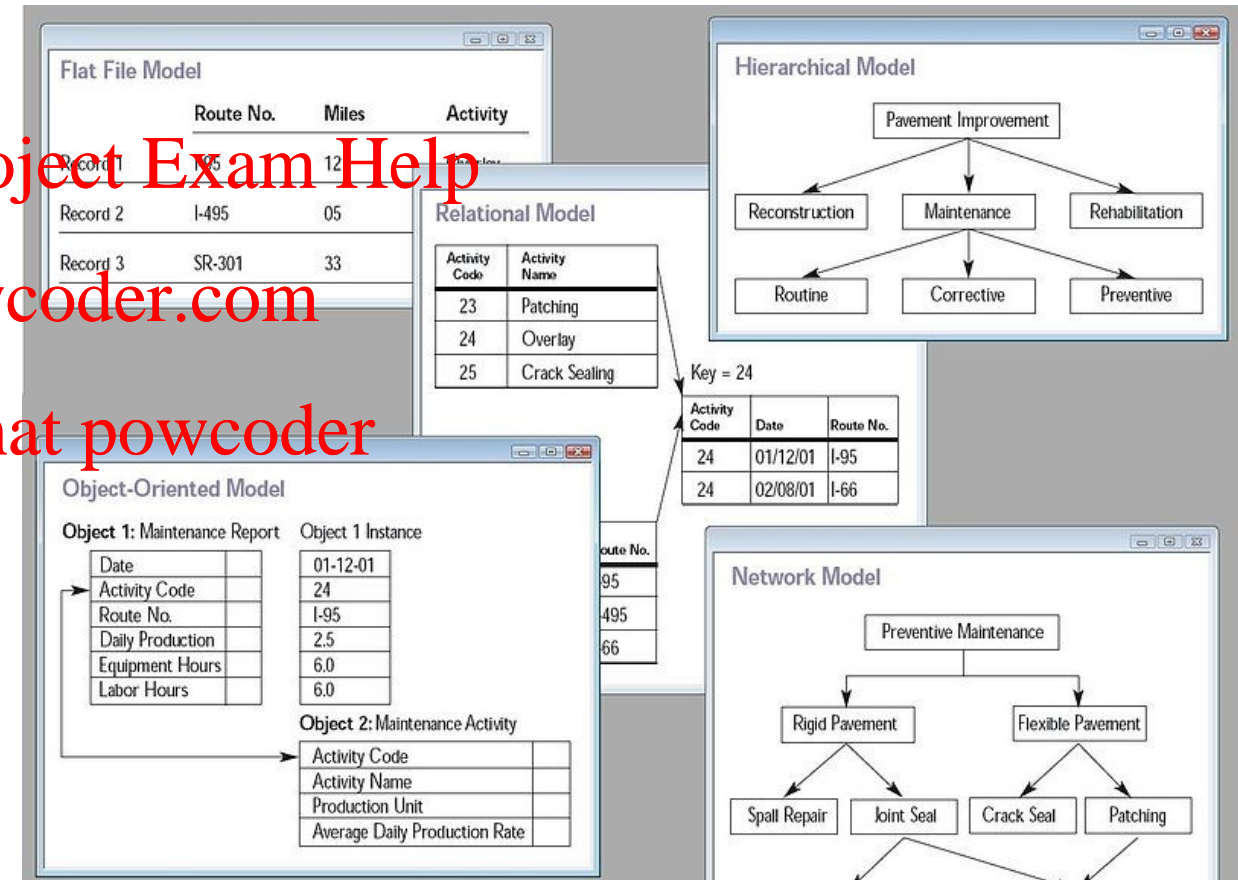 Flat File Model
Route No. Miles Activity
Record 1 12
Record 2 I-495 05
Record 3 SR-301 33
oject Exam Help
vcoder.com
nat powcoder
Hierarchical Model
Pavement Improvement
Reconstruction Maintenance Rehabilitation
Routine Corrective Preventive
Relational Model
Activity Code Activity Name
23 Patching
24 Overlay
25 Crack Sealing
Key = 24
Activity Code Date Route No.
24 01/12/01 I-95
24 02/08/01 I-66
oute No.
95
495
66
Object-Oriented Model
Object 1: Maintenance Report Object 1 Instance
Date 01-12-01
Activity Code 24
Route No. I-95
Daily Production 2.5
Equipment Hours 6.0
Labor Hours 6.0
Object 2: Maintenance Activity
Activity Code
Activity Name
Production Unit
Average Daily Production Rate
Network Model
Preventive Maintenance
Rigid Pavement Flexible Pavement
Spall Repair Joint Seal Crack Seal Patching